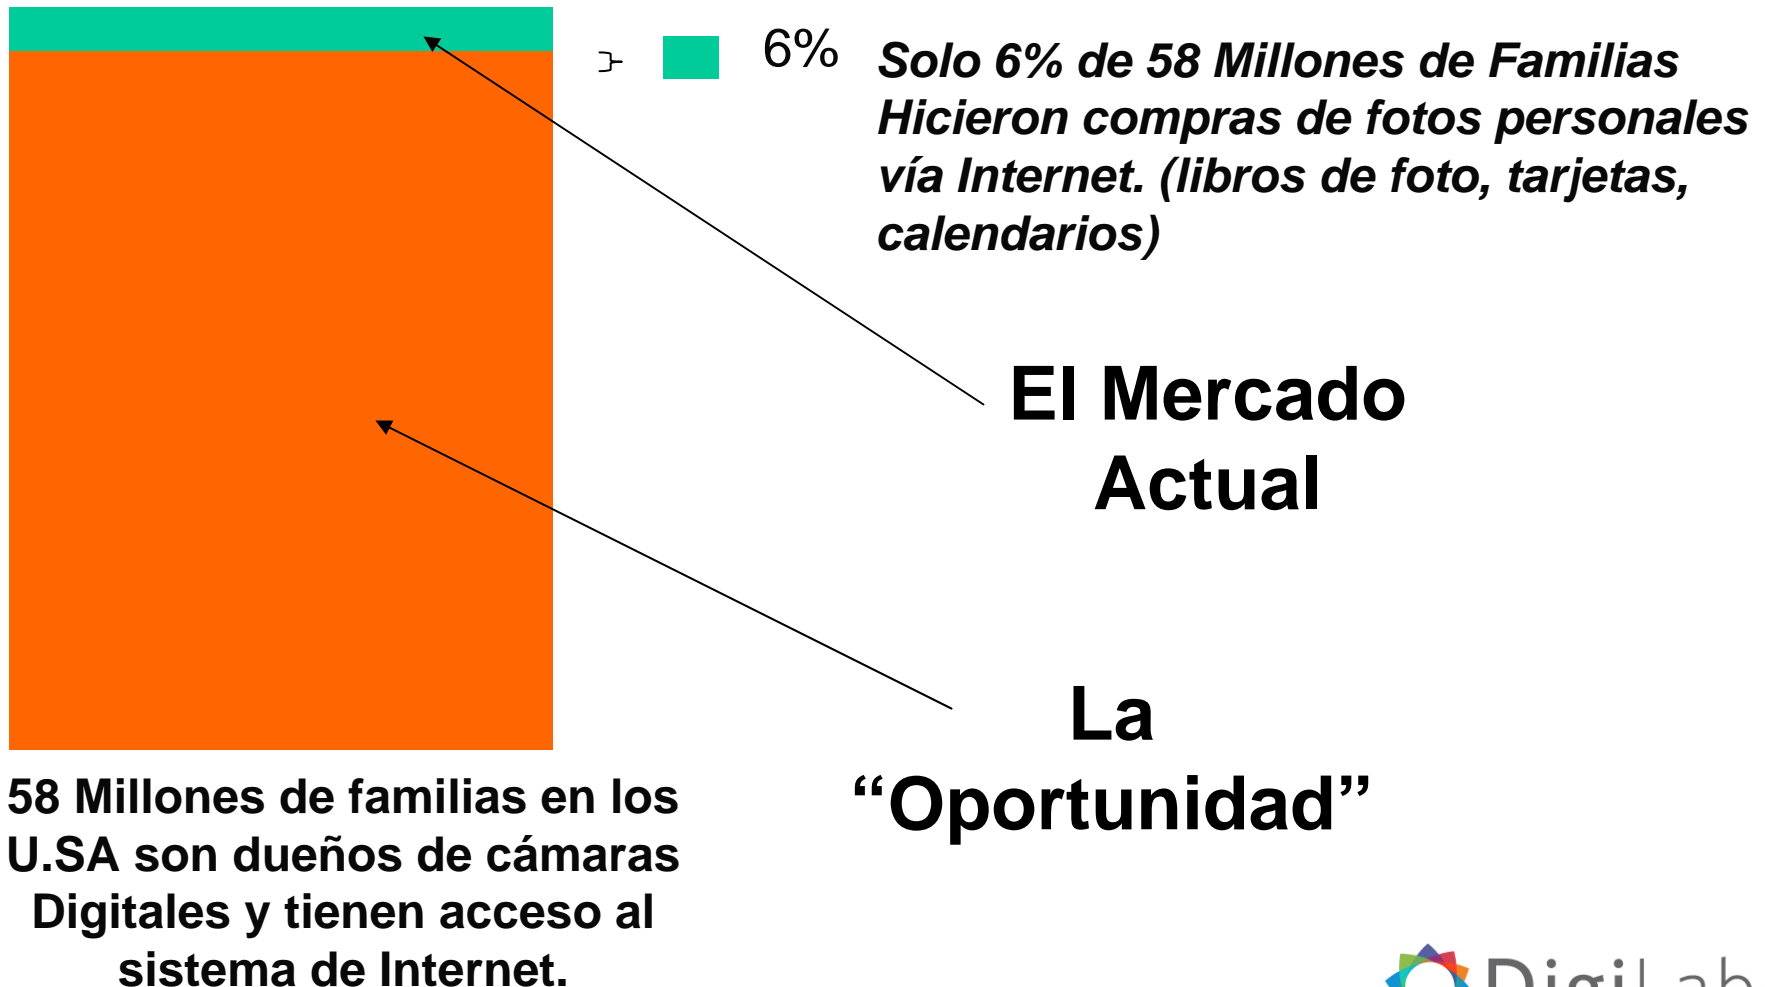 6%
Solo 6% de 58 Millones de Familias
Hicieron compras de fotos personales
vía Internet. (libros de foto, tarjetas,
calendarios)
El Mercado
Actual
La
“Oportunidad”
58 Millones de familias en los
U.SA son dueños de cámaras
Digitales y tienen acceso al
sistema de Internet.
DigiLab